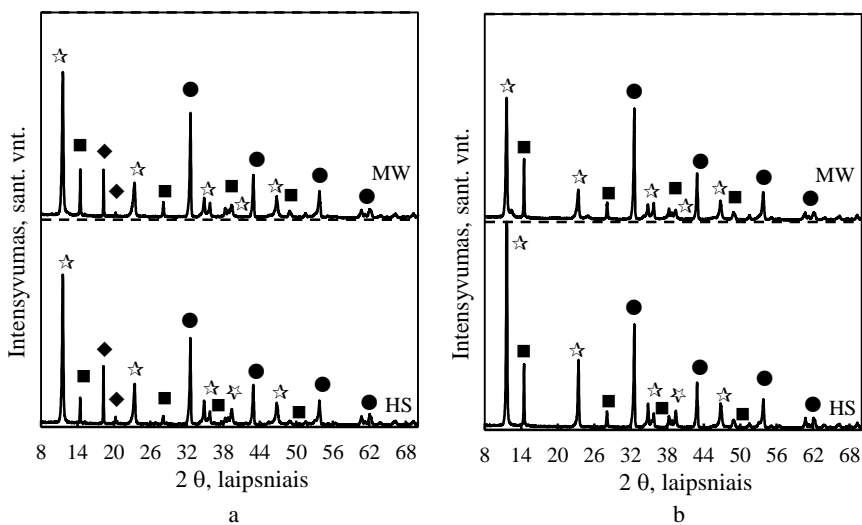 Intensyvumas, sant. vnt.
MW
HS
8 14 20 26 32 38 44 50 56 62 68
2 θ, laipsniais
a
Intensyvumas, sant. vnt.
MW
HS
8 14 20 26 32 38 44 50 56 62 68
2 θ, laipsniais
b